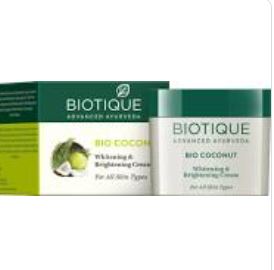 BIOTIQUE
ADVANCED AYURVEDA
BIO COCON
Whitening &
Brightening Cream
For All Skin Types
BIOTIQUE
ADVANCED AYURVEDA
BIO COCONUT
Whitening &
Brightening Cream
For All Skin Types